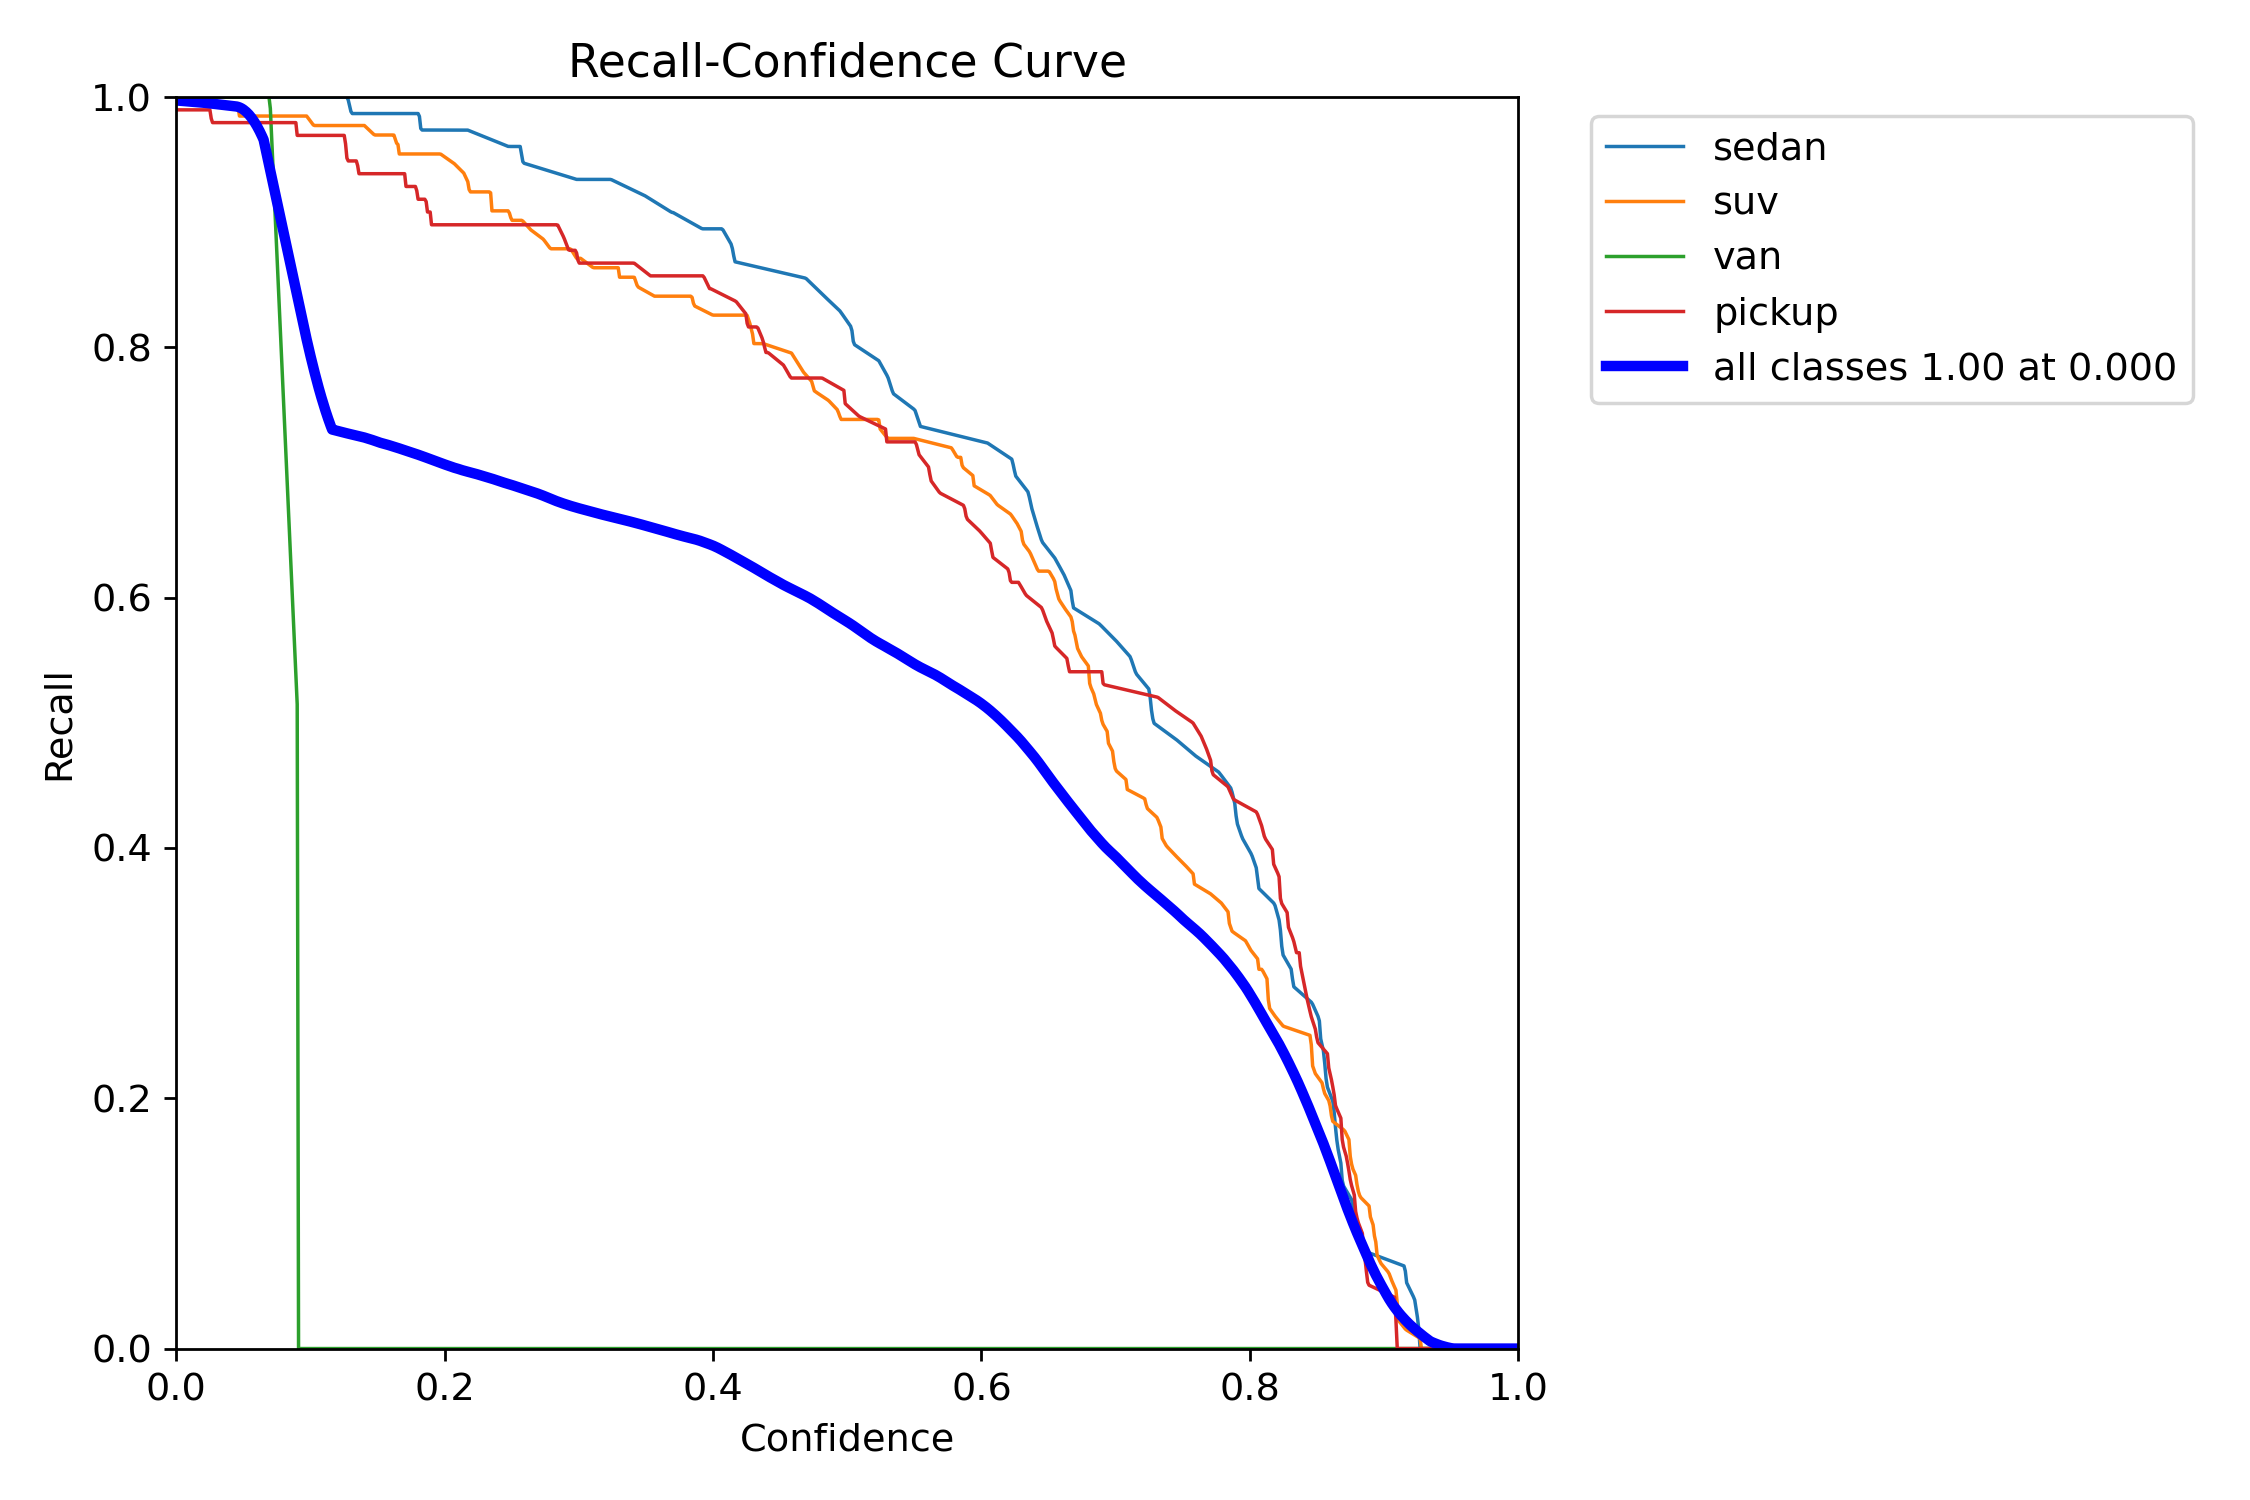 Recall-Confidence Curve
1.0
0.8
0.6
0.4
0.2
0.0
Recall
0.0 0.2 0.4 0.6 0.8 1.0
Confidence
sedan
suv
van
pickup
all classes 1.00 at 0.000